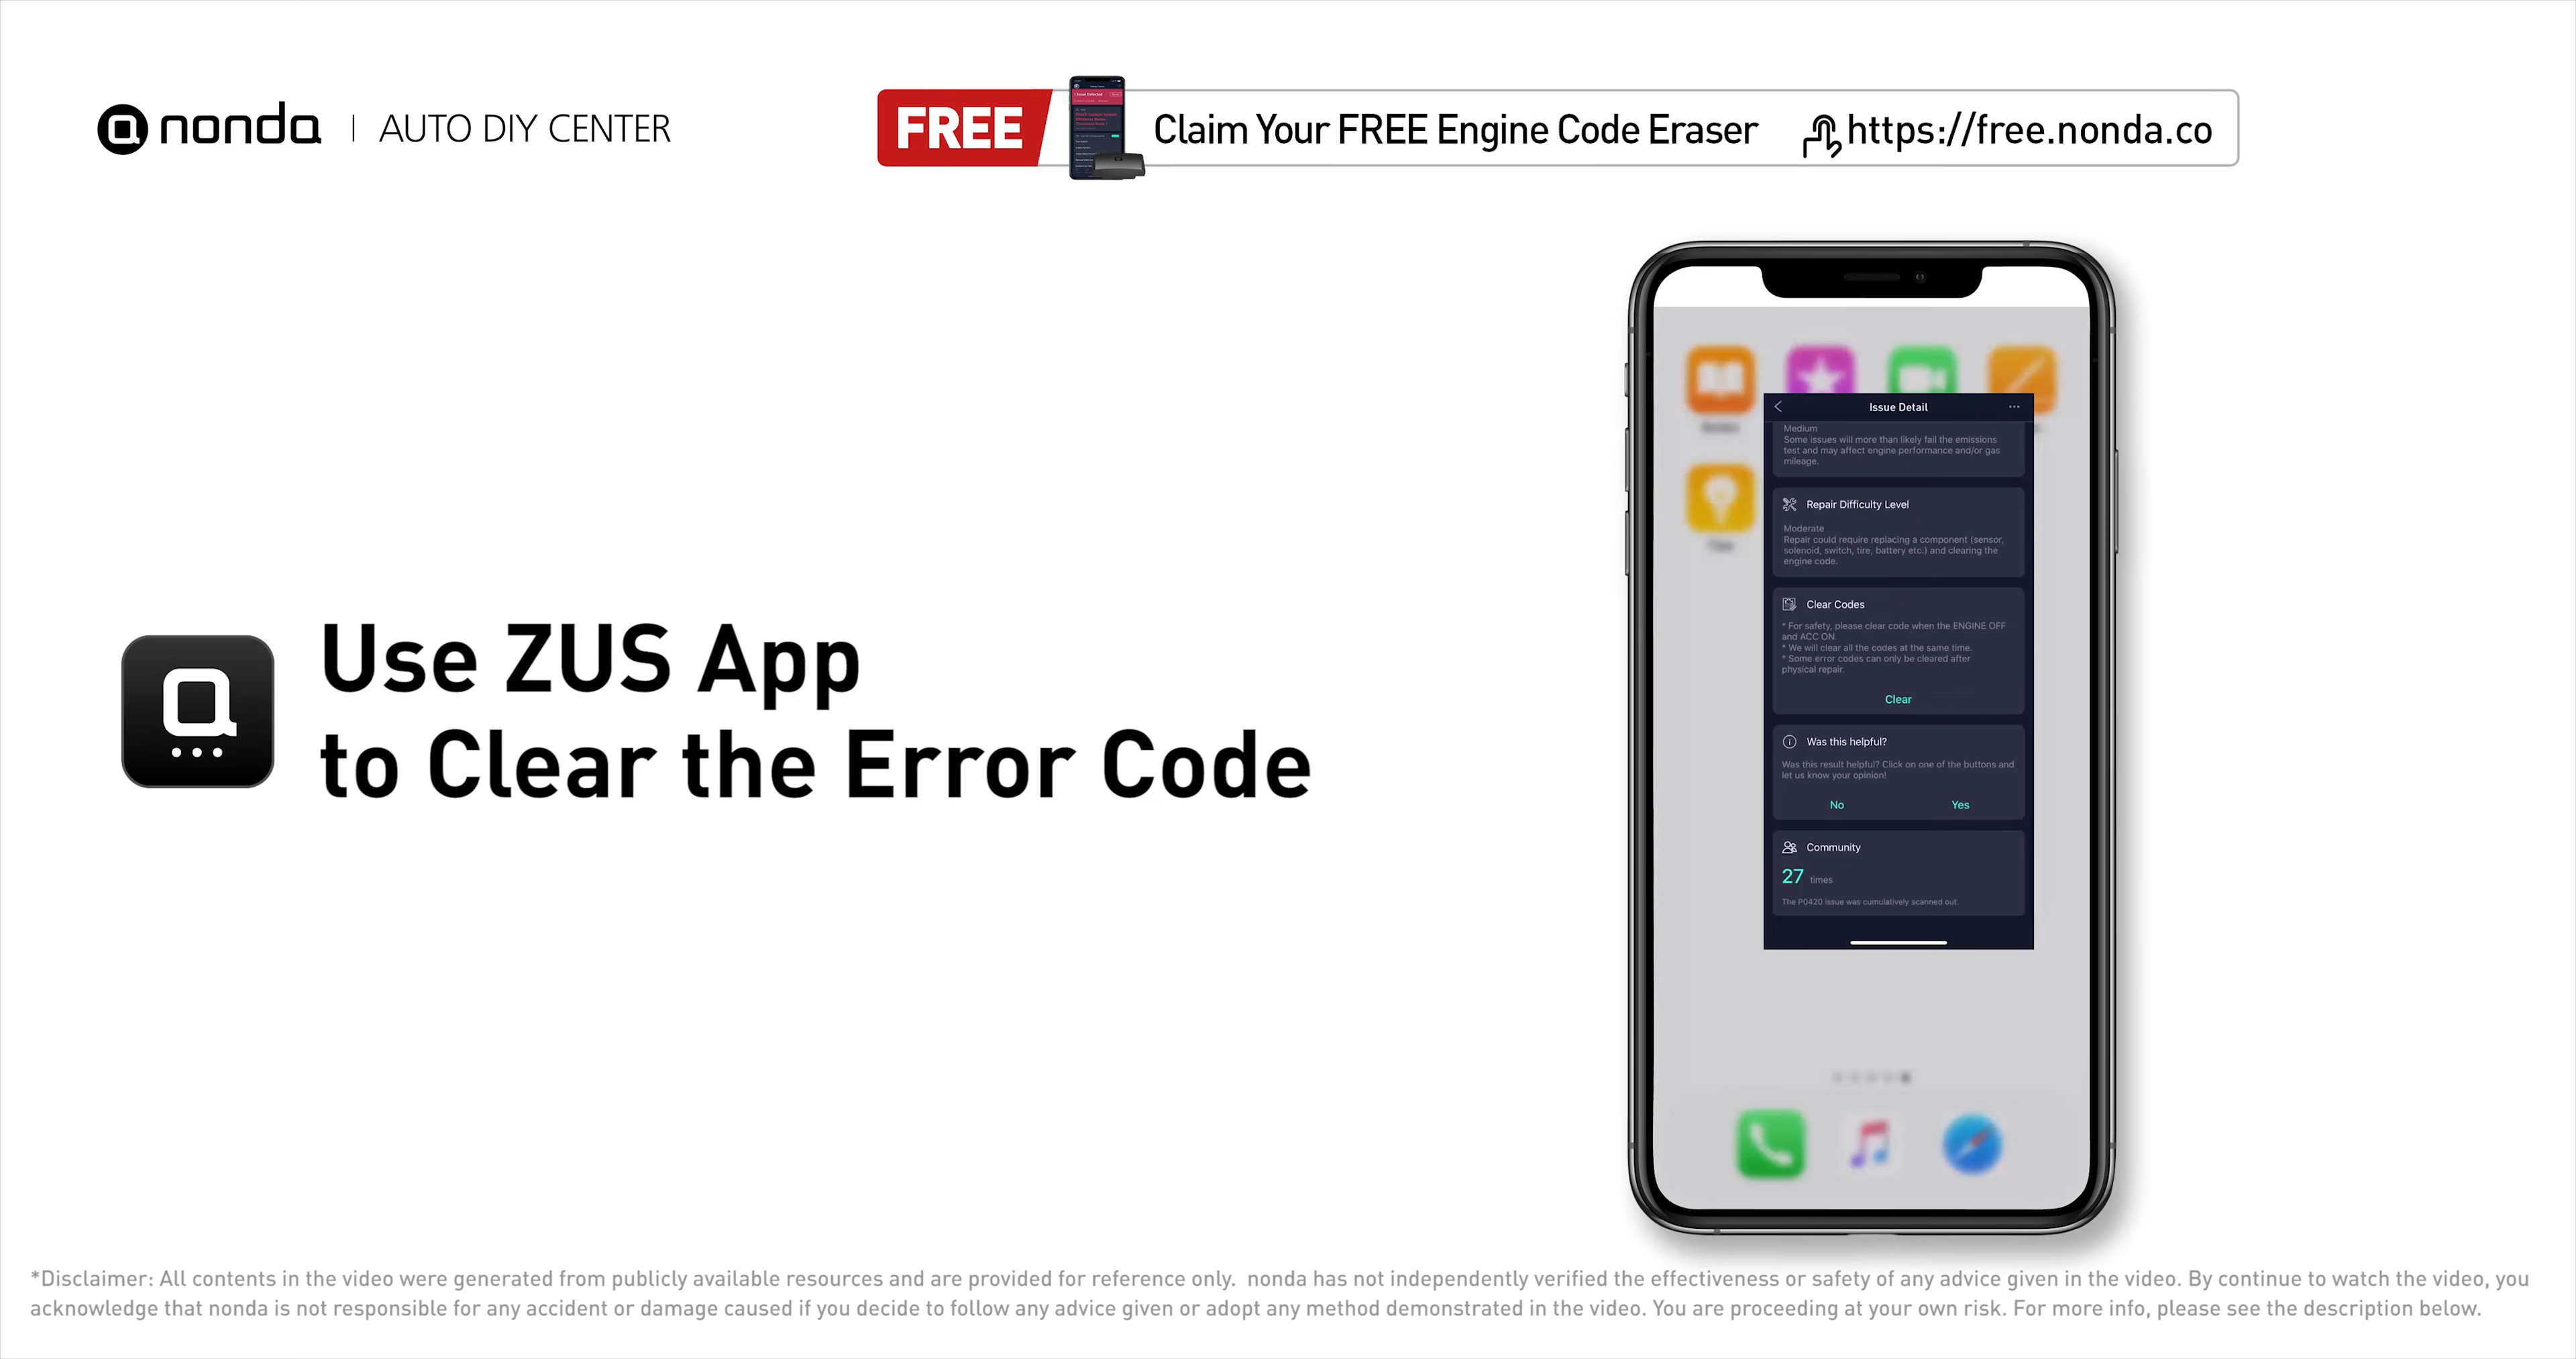 nonda | AUTO DIY CENTER
FREE Claim Your FREE Engine Code Eraser https://free.nonda.co
Use ZUS App
to Clear the Error Code
Issue Detail
Medium
Some issues will more than likely fail the emissions
test and may affect engine performance and/or gas
mileage.
Repair Difficulty Level
Moderate
Repair could require replacing a component (sensor,
solenoid, switch, tire, battery etc.) and clearing the
engine code.
Clear Codes
* For safety, please clear code when the ENGINE OFF
and ACC ON.
* We will clear all the codes at the same time.
* Some error codes can only be cleared after
physical repair.
Clear
Was this helpful?
Was this result helpful? Click on one of the buttons and
let us know your opinion!
No Yes
Community
27 times
The P0420 issue was cumulatively scanned out.
*Disclaimer: All contents in the video were generated from publicly available resources and are provided for reference only. nonda has not independently verified the effectiveness or safety of any advice given in the video. By continue to watch the video, you
acknowledge that nonda is not responsible for any accident or damage caused if you decide to follow any advice given or adopt any method demonstrated in the video. You are proceeding at your own risk. For more info, please see the description below.